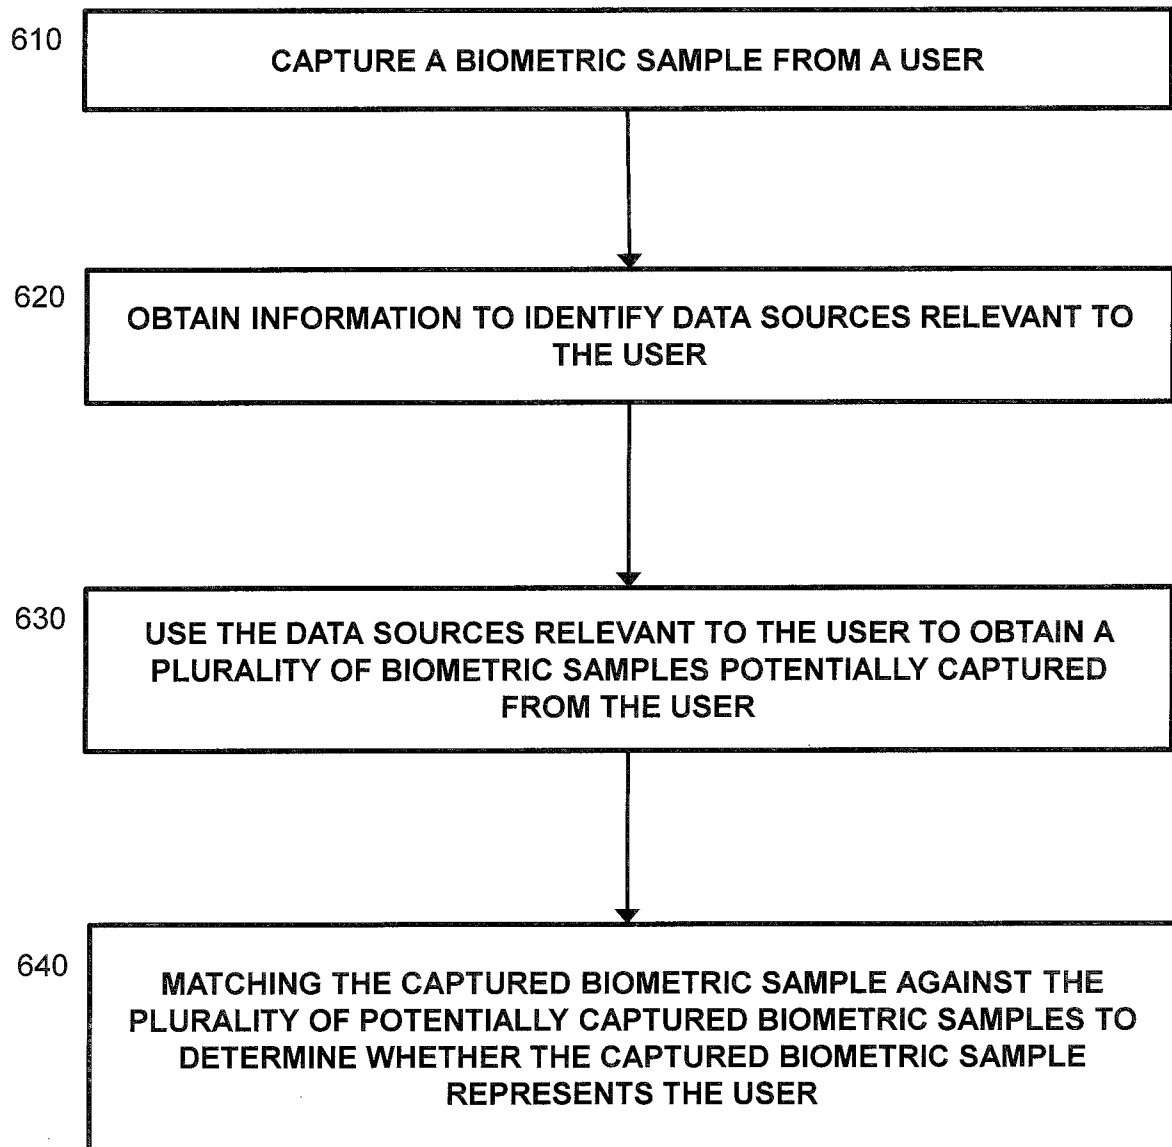 610
CAPTURE A BIOMETRIC SAMPLE FROM A USER
620
OBTAIN INFORMATION TO IDENTIFY DATA SOURCES RELEVANT TO
THE USER
630
USE THE DATA SOURCES RELEVANT TO THE USER TO OBTAIN A
PLURALITY OF BIOMETRIC SAMPLES POTENTIALLY CAPTURED
FROM THE USER
640
MATCHING THE CAPTURED BIOMETRIC SAMPLE AGAINST THE
PLURALITY OF POTENTIALLY CAPTURED BIOMETRIC SAMPLES TO
DETERMINE WHETHER THE CAPTURED BIOMETRIC SAMPLE
REPRESENTS THE USER